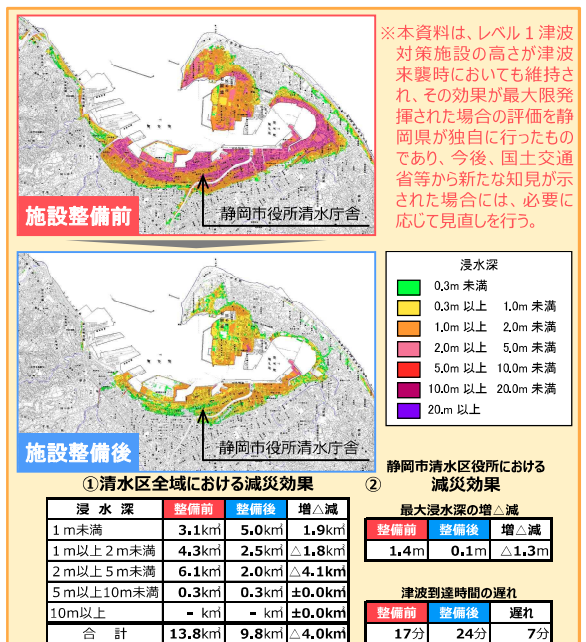 ※本資料は、レベル1津波
対策施設の高さが津波
来襲時においても維持さ
れ、その効果が最大限発
揮された場合の評価を静
岡県が独自に行ったもの
であり、今後、国土交通
省等から新たな知見が示
された場合には、必要に
応じて見直しを行う。
施設整備前
静岡市役所清水庁舎
浸水深
0.3m 未満
0.3m 以上 1.0m 未満
1.0m 以上 2.0m 未満
2.0m 以上 5.0m 未満
5.0m 以上 10.0m 未満
10.0m 以上 20.0m 未満
20.m 以上
施設整備後
静岡市役所清水庁舎
①清水区全域における減災効果
浸 水 深 整備前 整備後 増△減
1m未満 3.1k㎡ 5.0k㎡ 1.9k㎡
1m以上2m未満 4.3k㎡ 2.5k㎡ △1.8k㎡
2m以上5m未満 6.1k㎡ 2.0k㎡ △4.1k㎡
5m以上10m未満 0.3k㎡ 0.3k㎡ ±0.0k㎡
10m以上 - k㎡ - k㎡ ±0.0k㎡
合 計 13.8k㎡ 9.8k㎡ △4.0k㎡
② 静岡市清水区役所における
減災効果
最大浸水深の増△減
整備前 整備後 増△減
1.4m 0.1m △1.3m
津波到達時間の遅れ
整備前 整備後 遅れ
17分 24分 7分